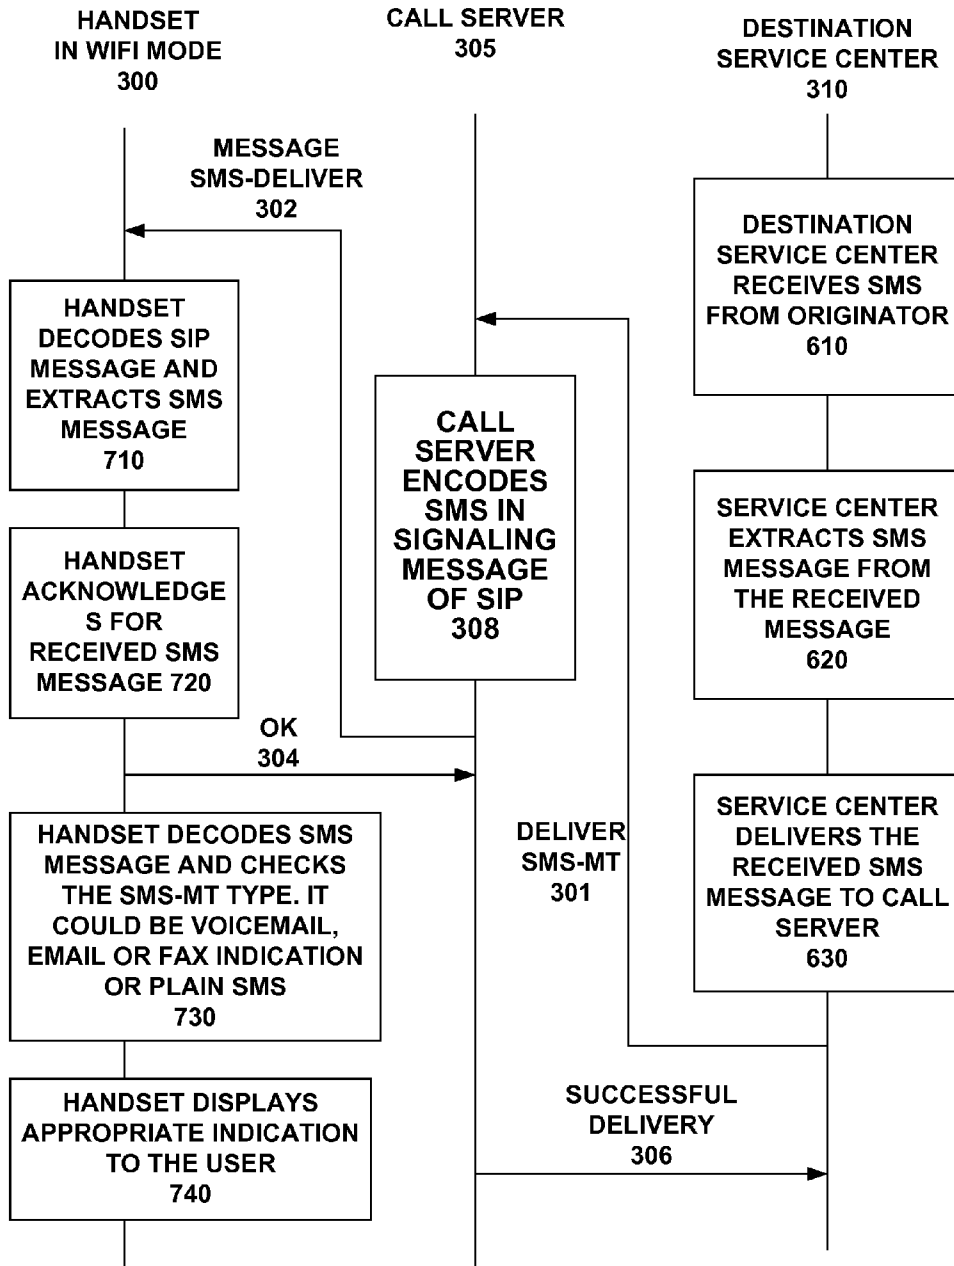 HANDSET
IN WIFI MODE
300
CALL SERVER
305
DESTINATION
SERVICE CENTER
310
MESSAGE
SMS-DELIVER
302
DESTINATION
SERVICE CENTER
RECEIVES SMS
FROM ORIGINATOR
610
HANDSET
DECODES SIP
MESSAGE AND
EXTRACTS SMS
MESSAGE
710
CALL
SERVER
ENCODES
SMS IN
SIGNALING
MESSAGE
OF SIP
308
SERVICE CENTER
EXTRACTS SMS
MESSAGE FROM
THE RECEIVED
MESSAGE
620
HANDSET
ACKNOWLEDGE
S FOR
RECEIVED SMS
MESSAGE 720
OK
304
HANDSET DECODES SMS
MESSAGE AND CHECKS
THE SMS-MT TYPE. IT
COULD BE VOICEMAIL,
EMAIL OR FAX INDICATION
OR PLAIN SMS
730
DELIVER
SMS-MT
301
SERVICE CENTER
DELIVERS THE
RECEIVED SMS
MESSAGE TO CALL
SERVER
630
HANDSET DISPLAYS
APPROPRIATE INDICATION
TO THE USER
740
SUCCESSFUL
DELIVERY
306